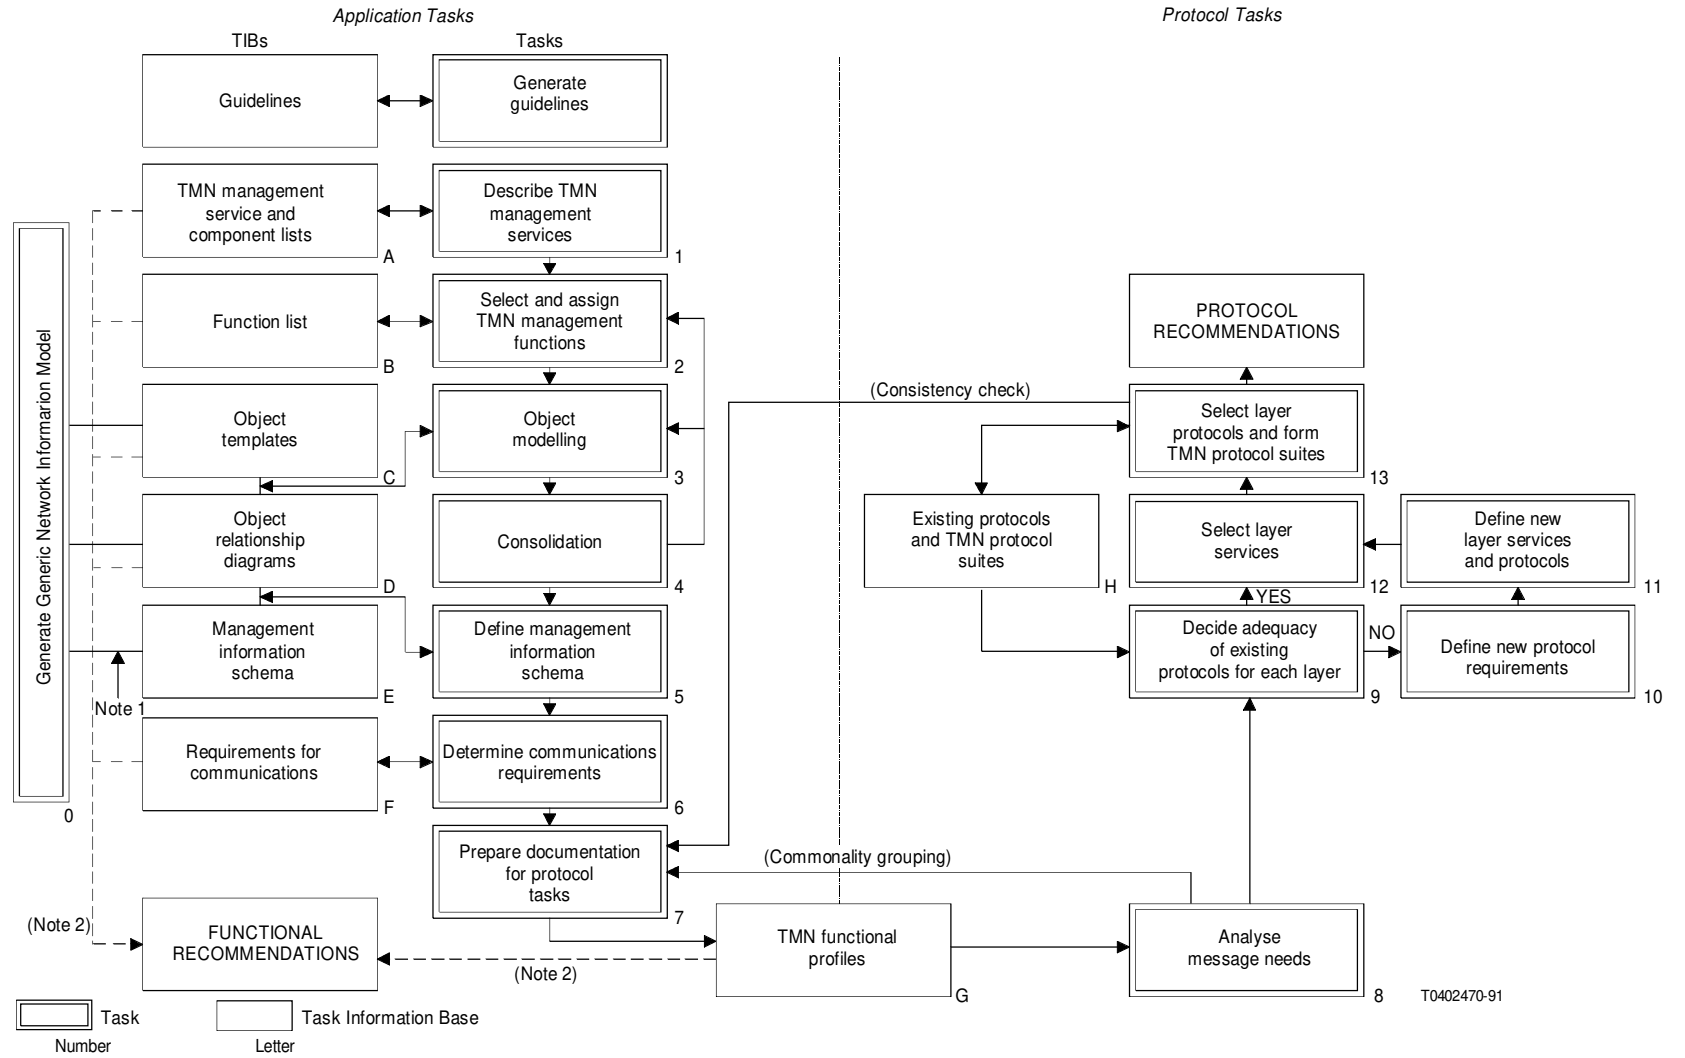 Application Tasks
Protocol Tasks
TIBs
Tasks
Guidelines
Generate
guidelines
TMN management
service and
component lists
A
Describe TMN
management
services
1
Generate Generic Network Informarion Model
0
Function list
B
Select and assign
TMN management
functions
2
PROTOCOL
RECOMMENDATIONS
(Consistency check)
Object
templates
C
Object
modelling
3
Select layer
protocols and form
TMN protocol suites
13
Object
relationship
diagrams
D
Consolidation
4
Existing protocols
and TMN protocol
suites
H
Select layer
services
12
Define new
layer services
and protocols
11
YES
Management
information
schema
E
Note 1
Define management
information
schema
5
Decide adequacy
of existing
protocols for each layer
9
NO
Define new protocol
requirements
10
Requirements for
communications
F
Determine communications
requirements
6
Prepare documentation
for protocol
tasks
7
(Commonality grouping)
(Note 2)
FUNCTIONAL
RECOMMENDATIONS
(Note 2)
TMN functional
profiles
G
Analyse
message needs
8
T0402470-91
Task
Number
Task Information Base
Letter